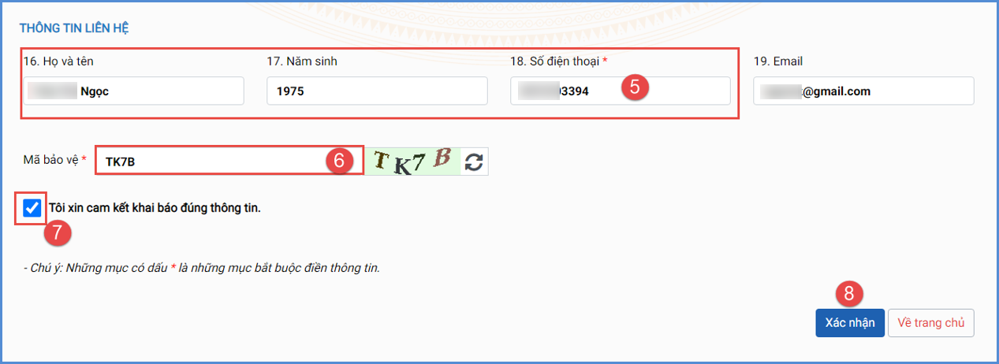 THÔNG TIN LIÊN HỆ
16. Họ và tên 17. Năm sinh 18. Số điện thoại * 19. Email
Ngọc 1975 3394 5 @gmail.com
Mã bảo vệ * TK7B 6 TK7B
Tôi xin cam kết khai báo đúng thông tin.
7
- Chú ý: Những mục có dấu * là những mục bắt buộc điền thông tin.
8
Xác nhận Về trang chủ